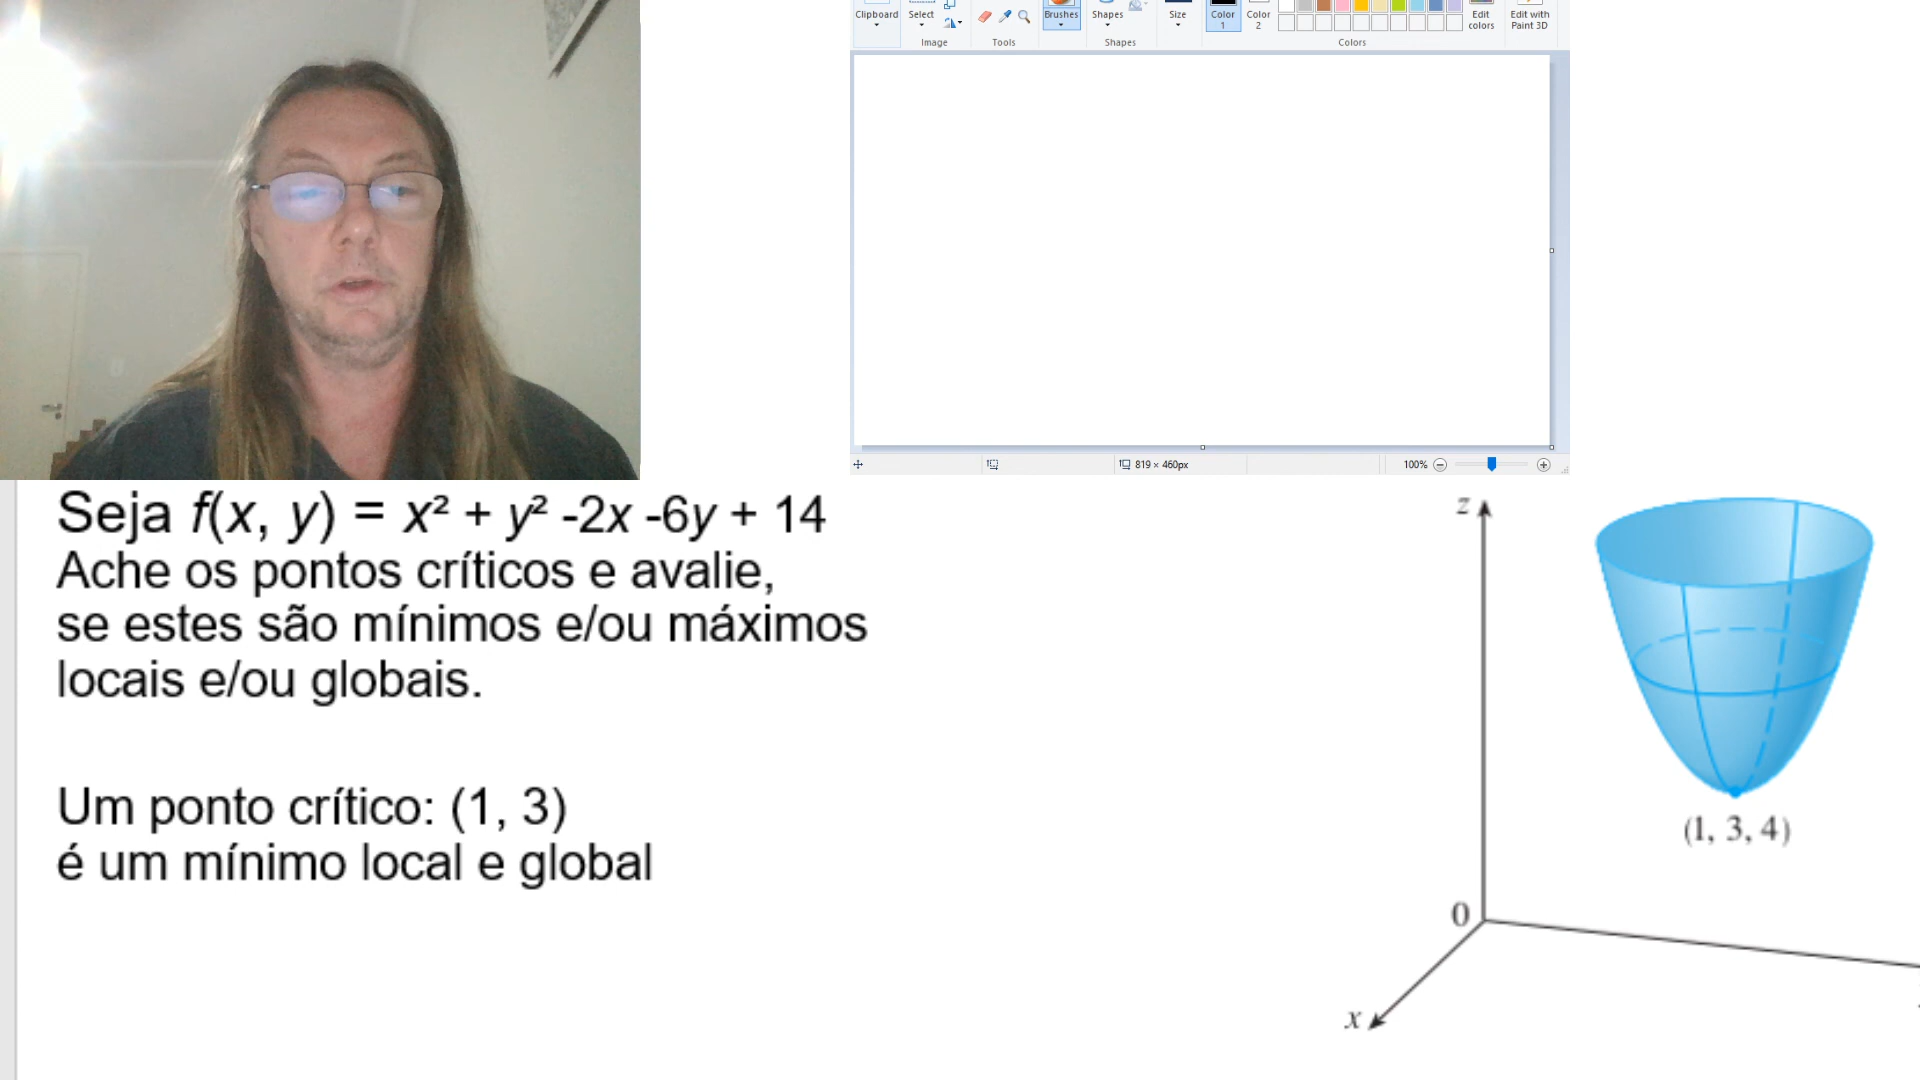 Clipboard
Select
Image
Tools
Brushes
Shapes
Shapes
Size
Color 1
Color 2
Colors
Edit colors
Edit with Paint 3D
819 × 460px
100%
Seja f(x, y) = x² + y² -2x -6y + 14
Ache os pontos críticos e avalie,
se estes são mínimos e/ou máximos
locais e/ou globais.
Um ponto crítico: (1, 3)
é um mínimo local e global
z
(1, 3, 4)
0
x